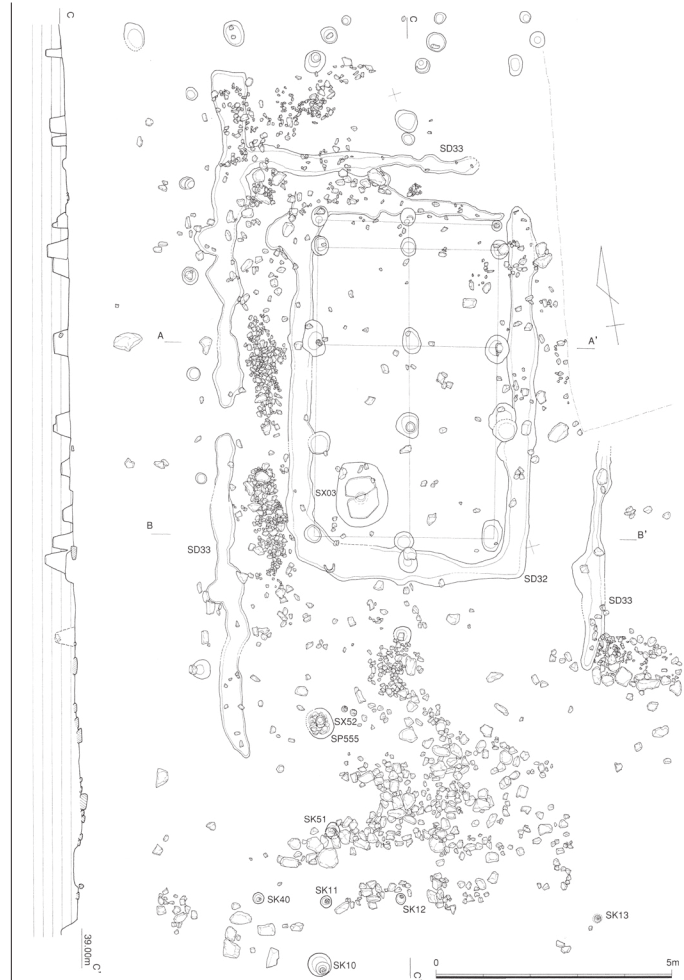 C
C
SD33
A
A'
SX03
B
B'
SD33
SD32
SD33
SX52
SP555
SK51
SK40
SK11
SK12
SK13
SK10
39.00m
C'
C'
0
5m